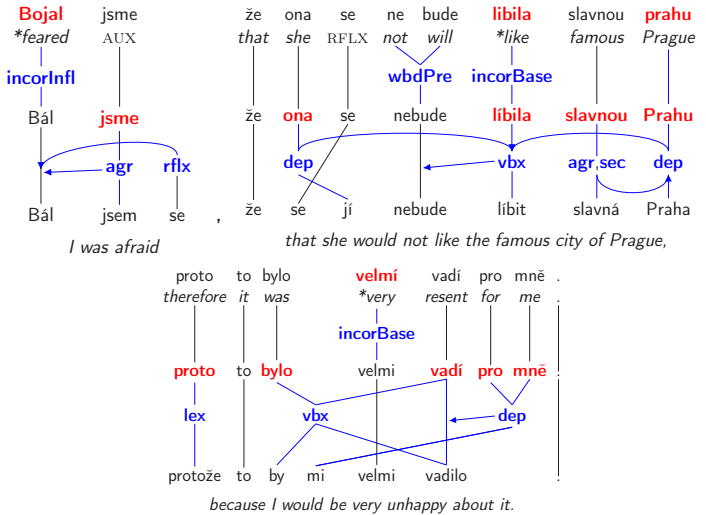 Bojal jsme že ona se ne bude libila slavnou prahu
*feared AUX that she RFLX not will *like famous Prague
incorInfl wbdPre incorBase
Bál jsme že ona se nebude líbila slavnou Prahu
agr rflx dep vbx agr,sec dep
Bál jsem se , že se jí nebude líbit slavná Praha
I was afraid that she would not like the famous city of Prague,
proto to bylo velmí vadí pro mně .
therefore it was *very resent for me .
incorBase
proto to bylo velmi vadí pro mně .
lex vbx dep
protože to by mi velmi vadilo .
because I would be very unhappy about it.